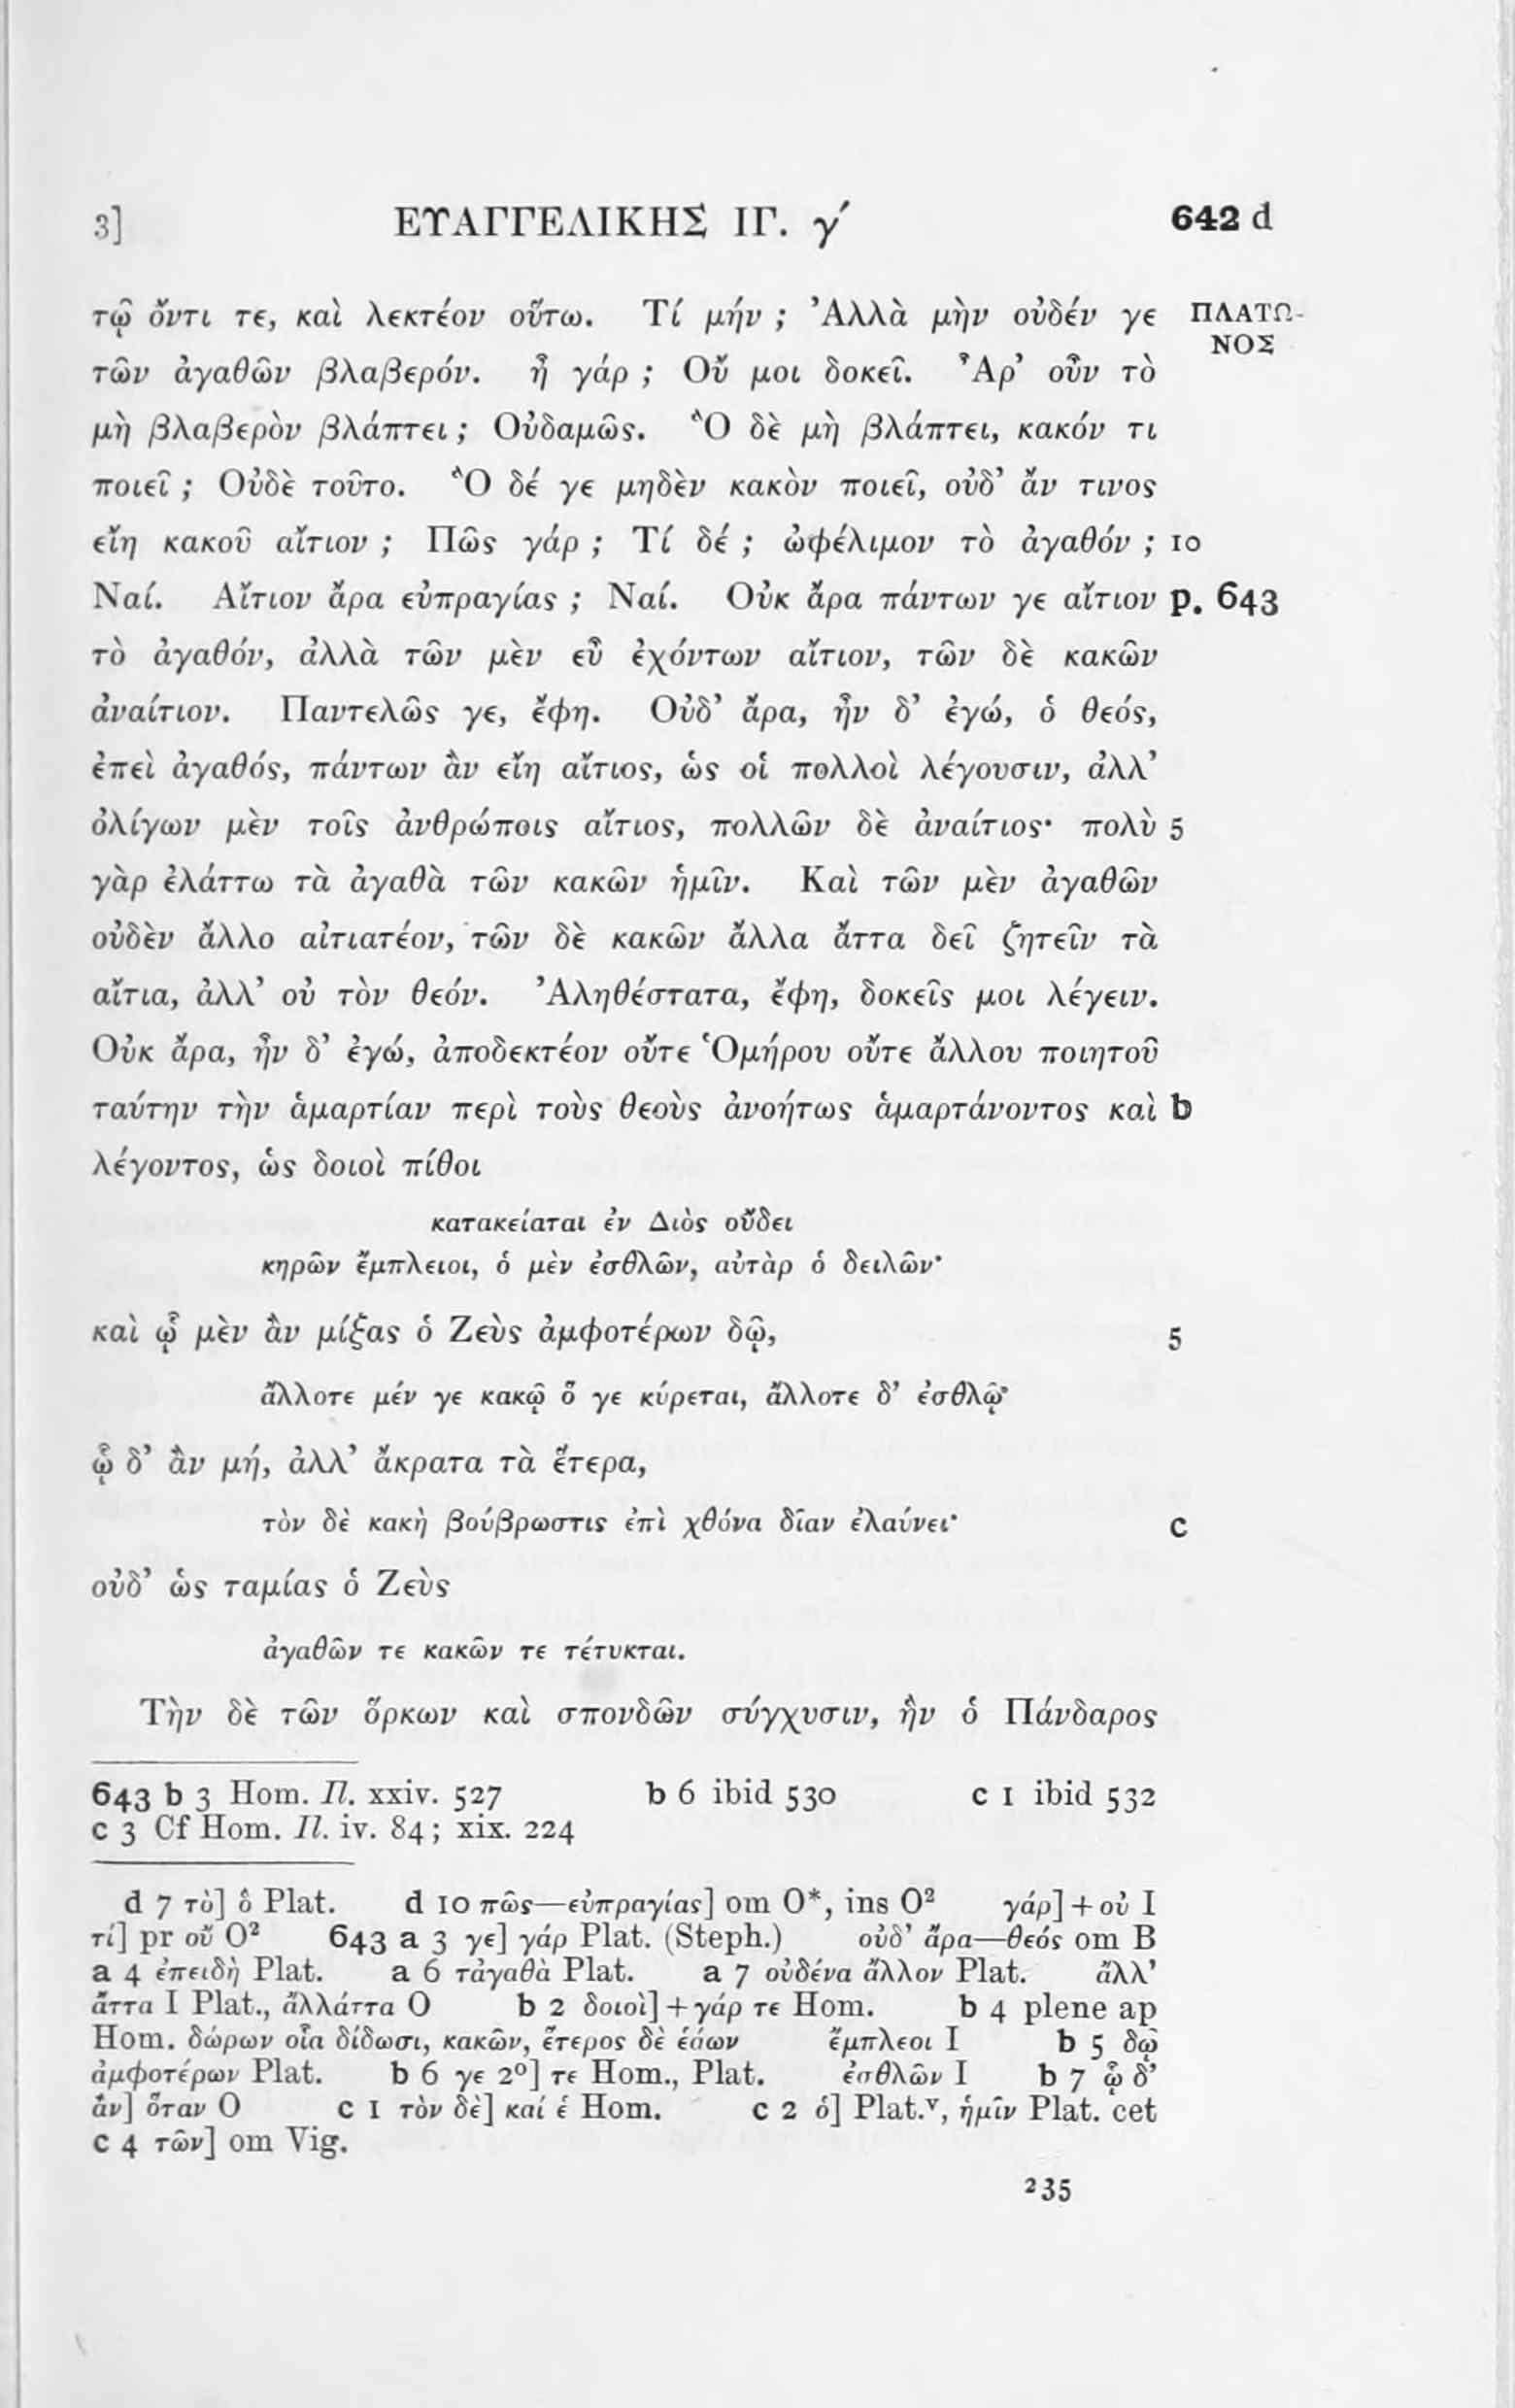 3] ΕΥΑΓΓΕΛΙΚΗΣ ΙΓ. γ´ 642 d
τῷ ὄντι τε, καὶ λεκτέον οὕτω. Τί μήν ; Ἀλλὰ μὴν οὐδέν γε ΠΛΑΤΩ-
ΝΟΣ
τῶν ἀγαθῶν βλαβερόν. ἦ γάρ ; Οὔ μοι δοκεῖ. Ἆρ’ οὖν τὸ
μὴ βλαβερὸν βλάπτει ; Οὐδαμῶς. Ὃ δὲ μὴ βλάπτει, κακόν τι
ποιεῖ ; Οὐδὲ τοῦτο. Ὃ δέ γε μηδὲν κακὸν ποιεῖ, οὐδ’ ἄν τινος
εἴη κακοῦ αἴτιον ; Πῶς γάρ ; Τί δέ ; ὠφέλιμον τὸ ἀγαθόν ; 10
Ναί. Αἴτιον ἄρα εὐπραγίας ; Ναί. Οὐκ ἄρα πάντων γε αἴτιον p. 643
τὸ ἀγαθόν, ἀλλὰ τῶν μὲν εὖ ἐχόντων αἴτιον, τῶν δὲ κακῶν
ἀναίτιον. Παντελῶς γε, ἔφη. Οὐδ’ ἄρα, ἦν δ’ ἐγώ, ὁ θεός,
ἐπεὶ ἀγαθός, πάντων ἂν εἴη αἴτιος, ὡς οἱ πολλοὶ λέγουσιν, ἀλλ’
ὀλίγων μὲν τοῖς ἀνθρώποις αἴτιος, πολλῶν δὲ ἀναίτιος· πολὺ 5
γὰρ ἐλάττω τὰ ἀγαθὰ τῶν κακῶν ἡμῖν. Καὶ τῶν μὲν ἀγαθῶν
οὐδὲν ἄλλο αἰτιατέον, τῶν δὲ κακῶν ἄλλα ἄττα δεῖ ζητεῖν τὰ
αἴτια, ἀλλ’ οὐ τὸν θεόν. Ἀληθέστατα, ἔφη, δοκεῖς μοι λέγειν.
Οὐκ ἄρα, ἦν δ’ ἐγώ, ἀποδεκτέον οὔτε Ὁμήρου οὔτε ἄλλου ποιητοῦ
ταύτην τὴν ἁμαρτίαν περὶ τοὺς θεοὺς ἀνοήτως ἁμαρτάνοντος καὶ b
λέγοντος, ὡς δοιοὶ πίθοι
κατακείαται ἐν Διὸς οὔδει
κηρῶν ἔμπλειοι, ὁ μὲν ἐσθλῶν, αὐτὰρ ὁ δειλῶν·
καὶ ᾧ μὲν ἂν μίξας ὁ Ζεὺς ἀμφοτέρων δῷ, 5
ἄλλοτε μέν γε κακῷ ὅ γε κύρεται, ἄλλοτε δ’ ἐσθλῷ·
ᾧ δ’ ἂν μή, ἀλλ’ ἄκρατα τὰ ἕτερα,
τὸν δὲ κακὴ βούβρωστις ἐπὶ χθόνα δῖαν ἐλαύνει· c
οὐδ’ ὡς ταμίας ὁ Ζεὺς
ἀγαθῶν τε κακῶν τε τέτυκται.
Τὴν δὲ τῶν ὅρκων καὶ σπονδῶν σύγχυσιν, ἣν ὁ Πάνδαρος
643 b 3 Hom. Il. xxiv. 527 b 6 ibid 530 c 1 ibid 532
c 3 Cf Hom. Il. iv. 84; xix. 224
d 7 τὸ] ὃ Plat. d 10 πῶς—εὐπραγίας] om O*, ins O² γάρ] + οὐ I
τί] pr οὔ O² 643 a 3 γε] γάρ Plat. (Steph.) οὐδ’ ἄρα—θεός om B
a 4 ἐπειδὴ Plat. a 6 τἀγαθὰ Plat. a 7 οὐδένα ἄλλον Plat. ἄλλ’
ἄττα I Plat., ἄλλάττα O b 2 δοιοὶ] + γάρ τε Hom. b 4 plene ap
Hom. δώρων οἷα δίδωσι, κακῶν, ἕτερος δὲ ἑάων ἔμπλεοι I b 5 δῷ
ἀμφοτέρων Plat. b 6 γε 2⁰] τε Hom., Plat. ἐσθλῶν I b 7 ᾧ δ’
ἄν] ὅταν O c 1 τὸν δὲ] καί ἑ Hom. c 2 ὁ] Plat.ᵛ, ἡμῖν Plat. cet
c 4 τῶν] om Vig.
235